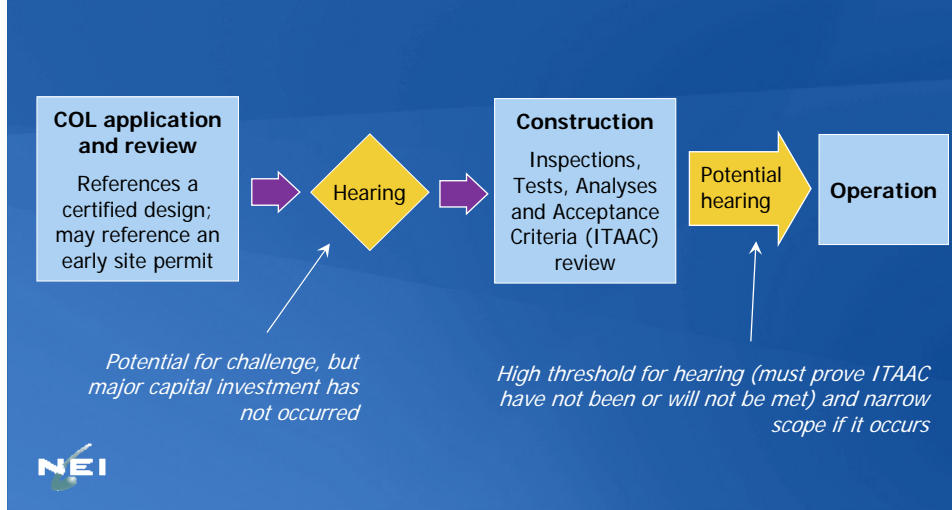 COL application
and review
References a
certified design;
may reference an
early site permit
Hearing
Construction
Inspections,
Tests, Analyses
and Acceptance
Criteria (ITAAC)
review
Potential
hearing
Operation
Potential for challenge, but
major capital investment has
not occurred
High threshold for hearing (must prove ITAAC
have not been or will not be met) and narrow
scope if it occurs
NEI